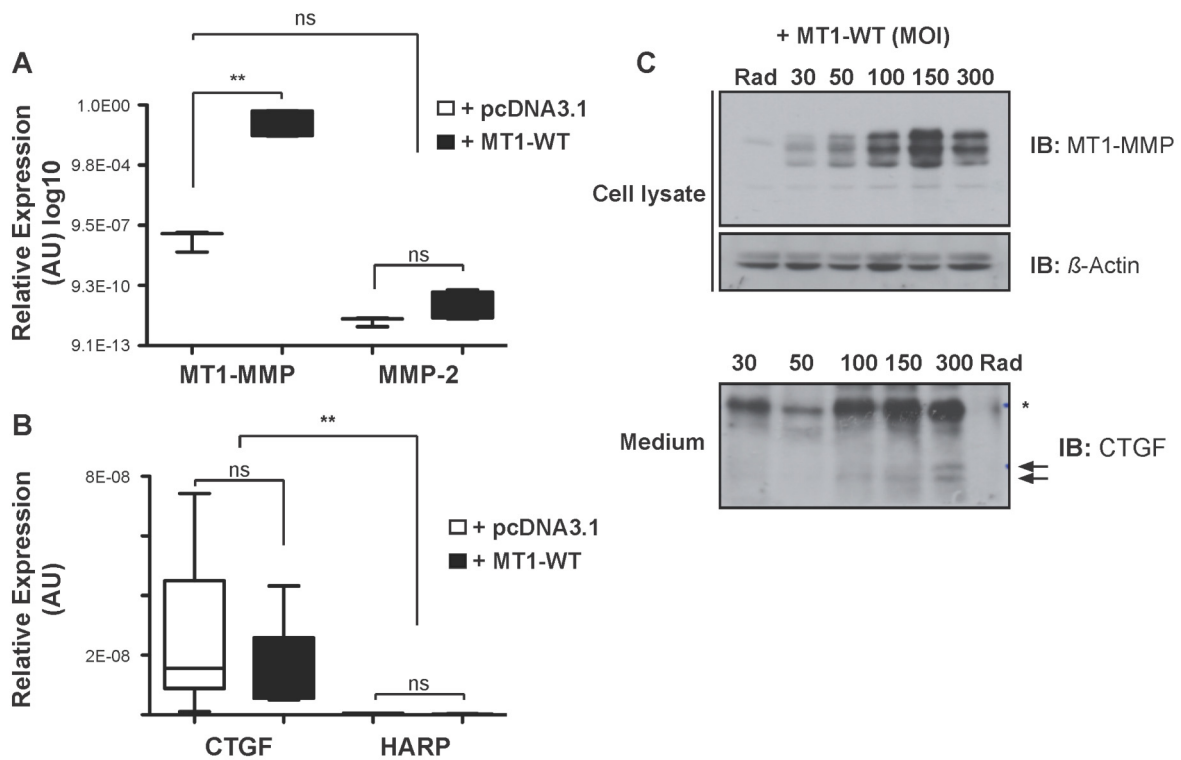 A
Relative Expression
(AU) log10
1.0E00
9.8E-04
9.5E-07
9.3E-10
9.1E-13
ns
**
ns
+ pcDNA3.1
+ MT1-WT
MT1-MMP MMP-2
B
Relative Expression
(AU)
8E-08
2E-08
**
ns
ns
+ pcDNA3.1
+ MT1-WT
CTGF HARP
C
+ MT1-WT (MOI)
Rad 30 50 100 150 300
Cell lysate
IB: MT1-MMP
IB: ß-Actin
30 50 100 150 300 Rad
Medium
*
IB: CTGF